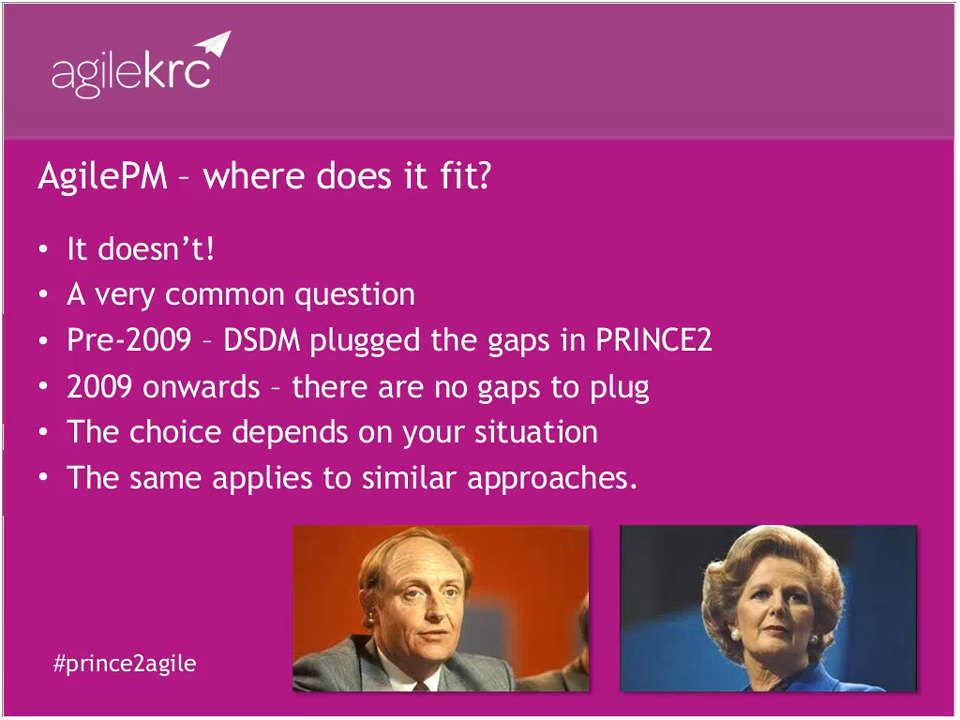 agilekrc
AgilePM – where does it fit?
• It doesn’t!
• A very common question
• Pre-2009 – DSDM plugged the gaps in PRINCE2
• 2009 onwards – there are no gaps to plug
• The choice depends on your situation
• The same applies to similar approaches.
#prince2agile